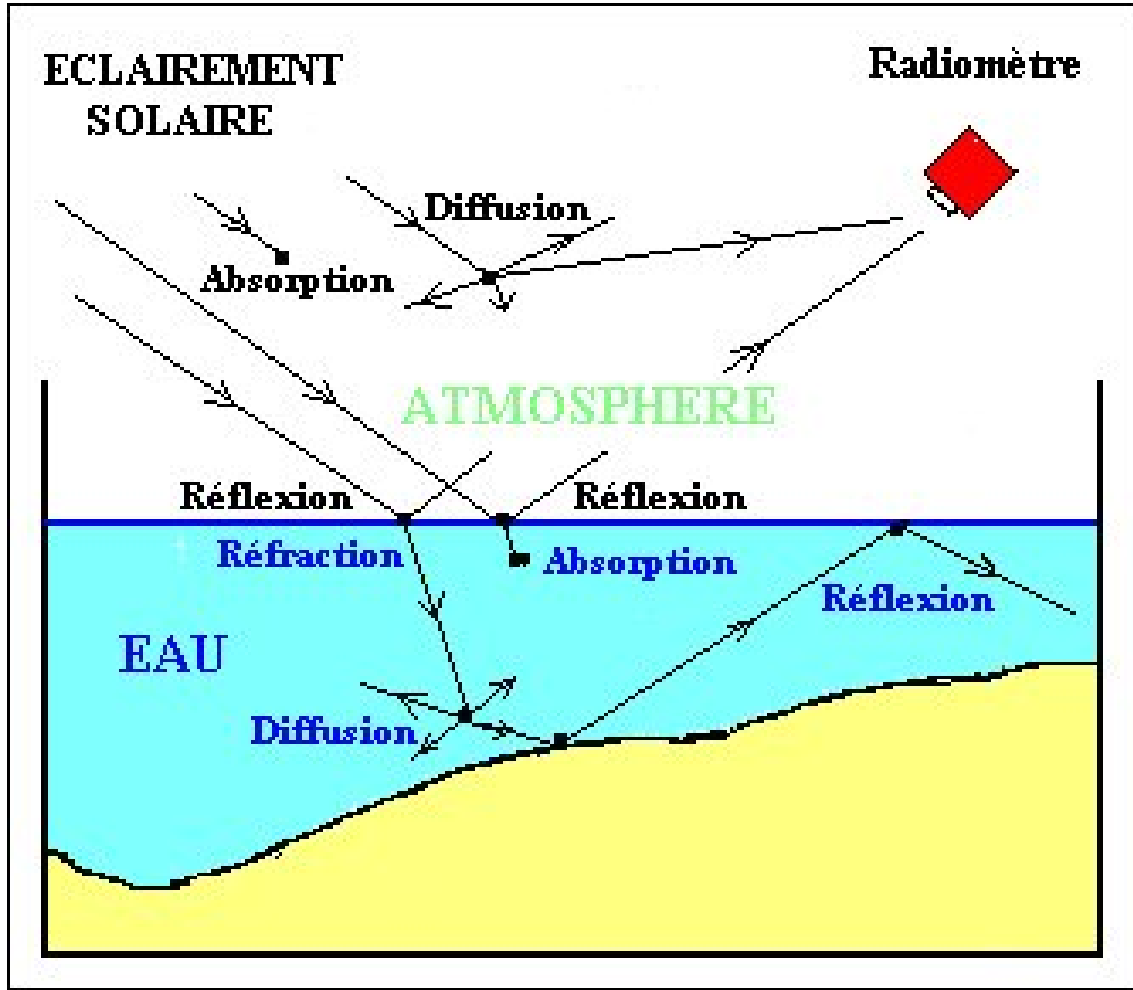 ECLAIREMENT
SOLAIRE
Radiomètre
Diffusion
Absorption
ATMOSPHERE
Réflexion
Réflexion
Réfraction
Absorption
Réflexion
EAU
Diffusion